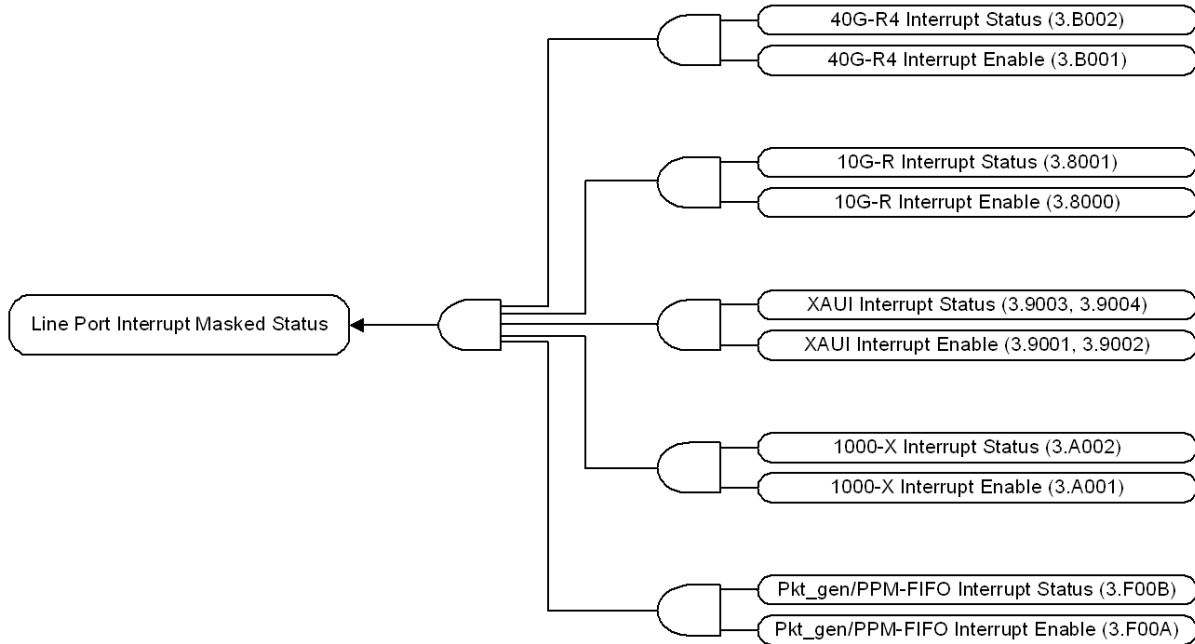 40G-R4 Interrupt Status (3.B002)
40G-R4 Interrupt Enable (3.B001)
10G-R Interrupt Status (3.8001)
10G-R Interrupt Enable (3.8000)
Line Port Interrupt Masked Status
XAUI Interrupt Status (3.9003, 3.9004)
XAUI Interrupt Enable (3.9001, 3.9002)
1000-X Interrupt Status (3.A002)
1000-X Interrupt Enable (3.A001)
Pkt_gen/PPM-FIFO Interrupt Status (3.F00B)
Pkt_gen/PPM-FIFO Interrupt Enable (3.F00A)